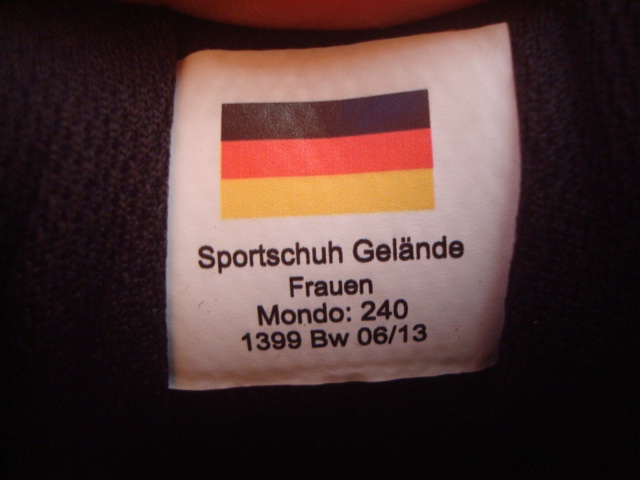 Sportschuh Gelände
Frauen
Mondo: 240
1399 Bw 06/13